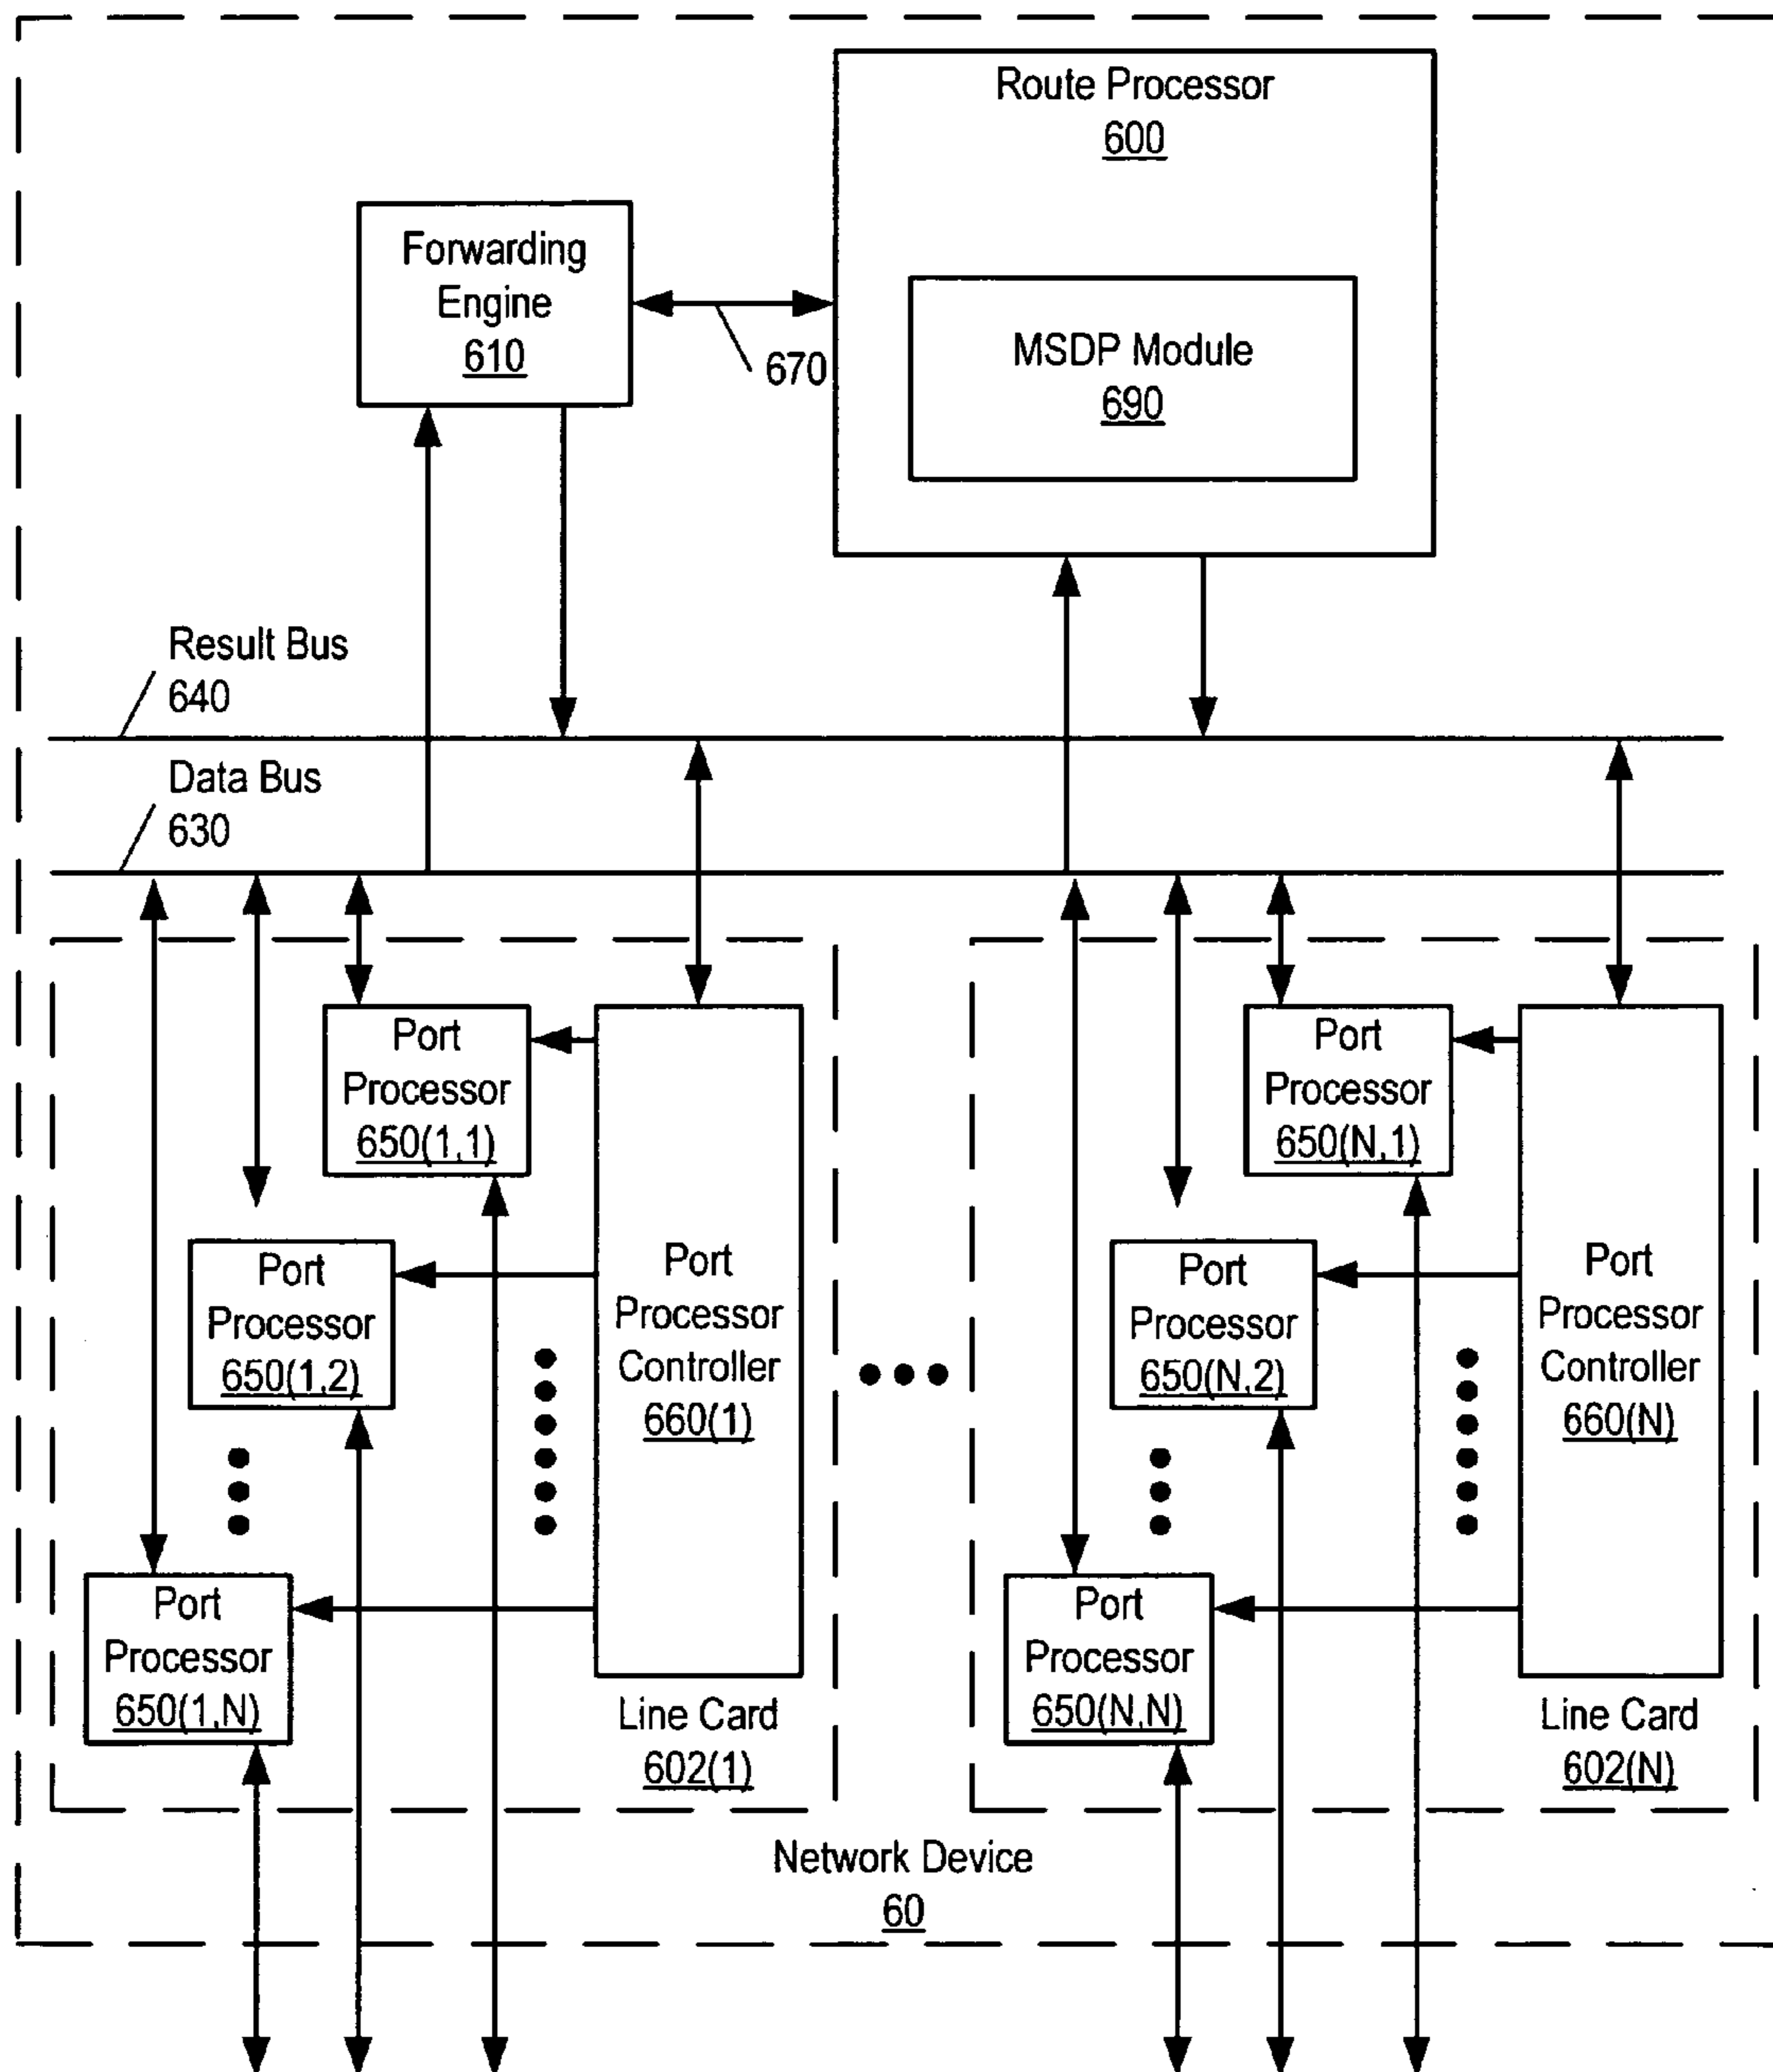 Route Processor
600
Forwarding
Engine
610
670
MSDP Module
690
Result Bus
640
Data Bus
630
Port
Processor
650(1,1)
Port
Processor
650(1,2)
Port
Processor
650(1,N)
Port
Processor
Controller
660(1)
Line Card
602(1)
Port
Processor
650(N,1)
Port
Processor
650(N,2)
Port
Processor
650(N,N)
Port
Processor
Controller
660(N)
Line Card
602(N)
Network Device
60